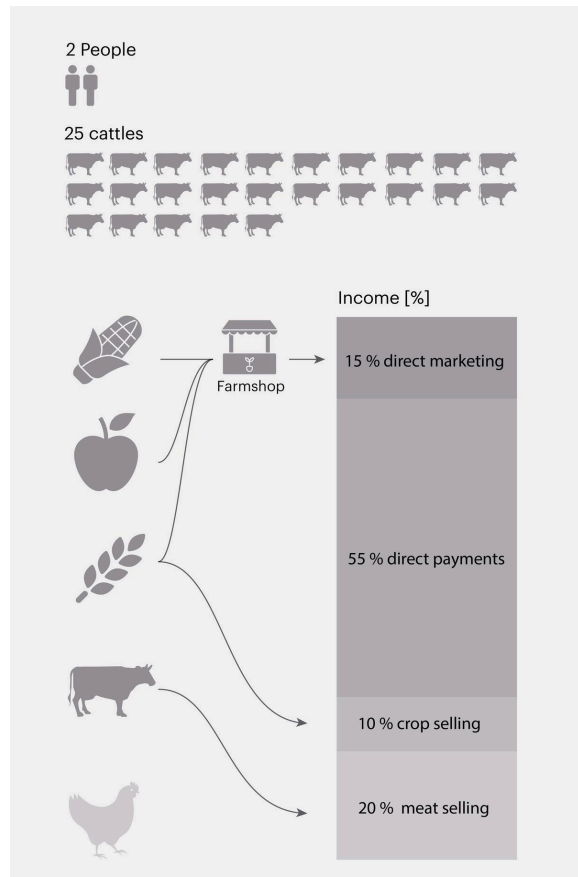 2 People
25 cattles
Income [%]
15 % direct marketing
Farmshop
55 % direct payments
10 % crop selling
20 % meat selling